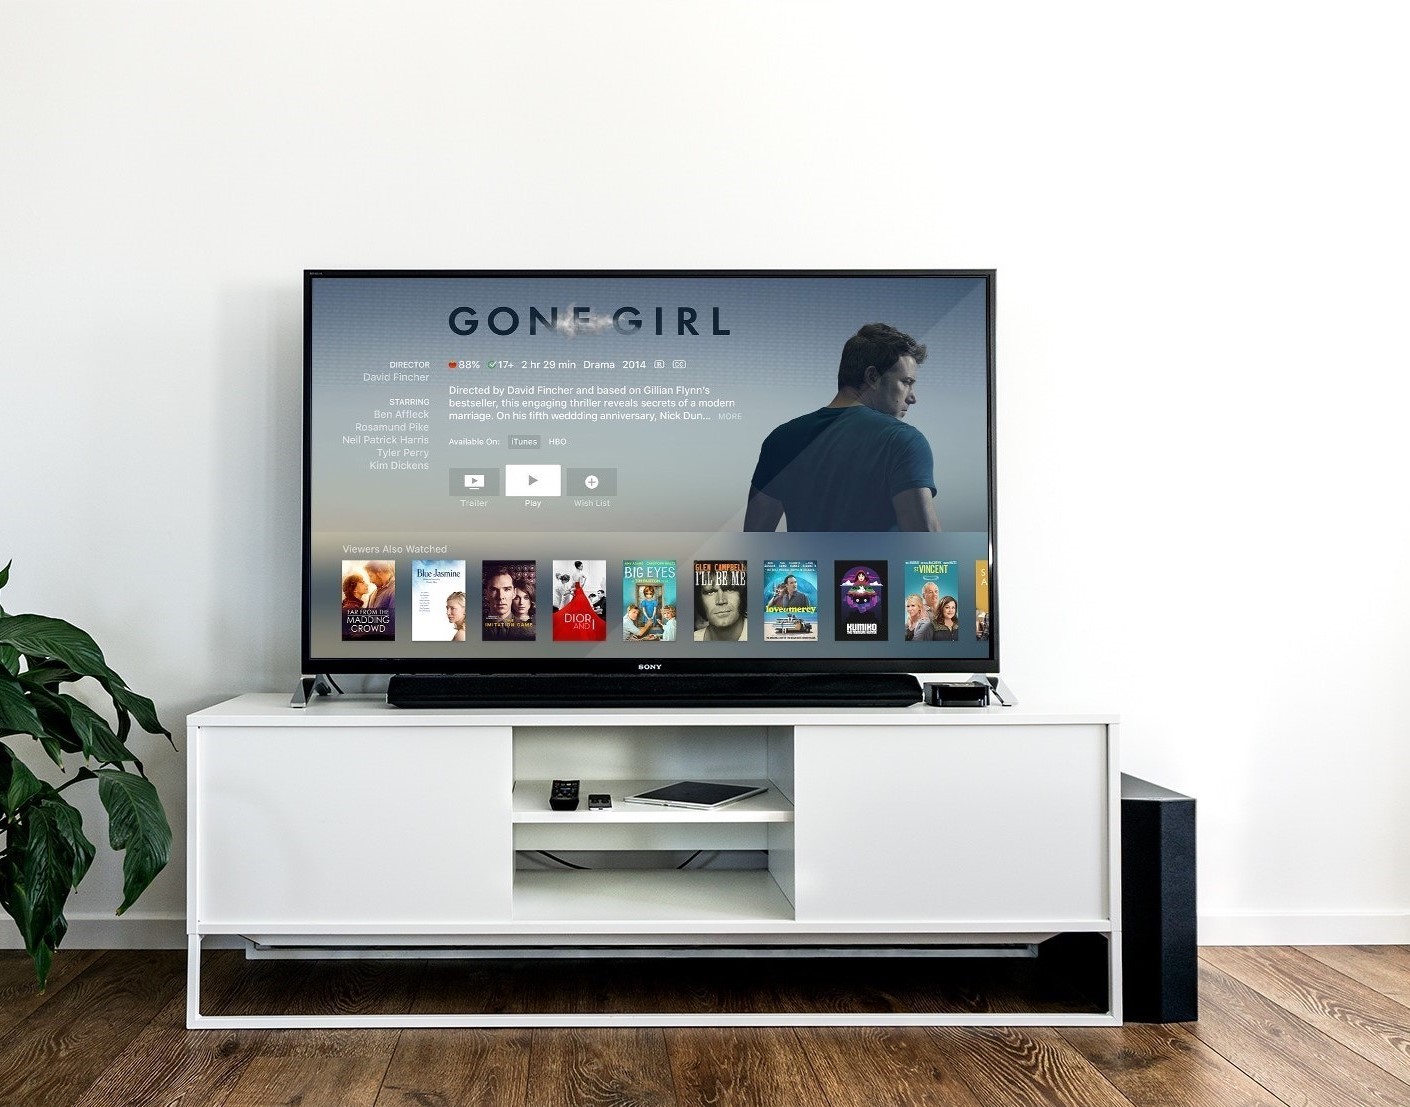 GONE GIRL
DIRECTOR
David Fincher
STARRING
Ben Affleck
Rosamund Pike
Neil Patrick Harris
Tyler Perry
Kim Dickens
88% 17+ 2 hr 29 min Drama 2014 R CC
Directed by David Fincher and based on Gillian Flynn's
bestseller, this engaging thriller reveals secrets of a modern
marriage. On his fifth weddding anniversary, Nick Dun... MORE
Available On: iTunes HBO
Trailer Play Wish List
Viewers Also Watched
FAR FROM THE
MADDING
CROWD
Blue Jasmine
IMITATION GAME
DIOR
AND I
BIG EYES
GLEN CAMPBELL
I'LL BE ME
love&mercy
KUMIKO
ST. VINCENT
SONY